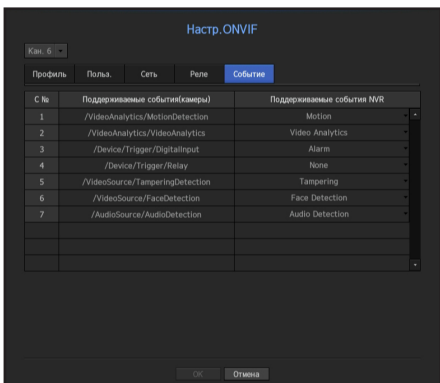 Настр.ONVIF
Кан. 6
Профиль Польз. Сеть Реле Событие
С № Поддерживаемые события(камеры) Поддерживаемые события NVR
1 /VideoAnalytics/MotionDetection Motion
2 /VideoAnalytics/VideoAnalytics Video Analytics
3 /Device/Trigger/DigitalInput Alarm
4 /Device/Trigger/Relay None
5 /VideoSource/TamperingDetection Tampering
6 /VideoSource/FaceDetection Face Detection
7 /AudioSource/AudioDetection Audio Detection
OK Отмена